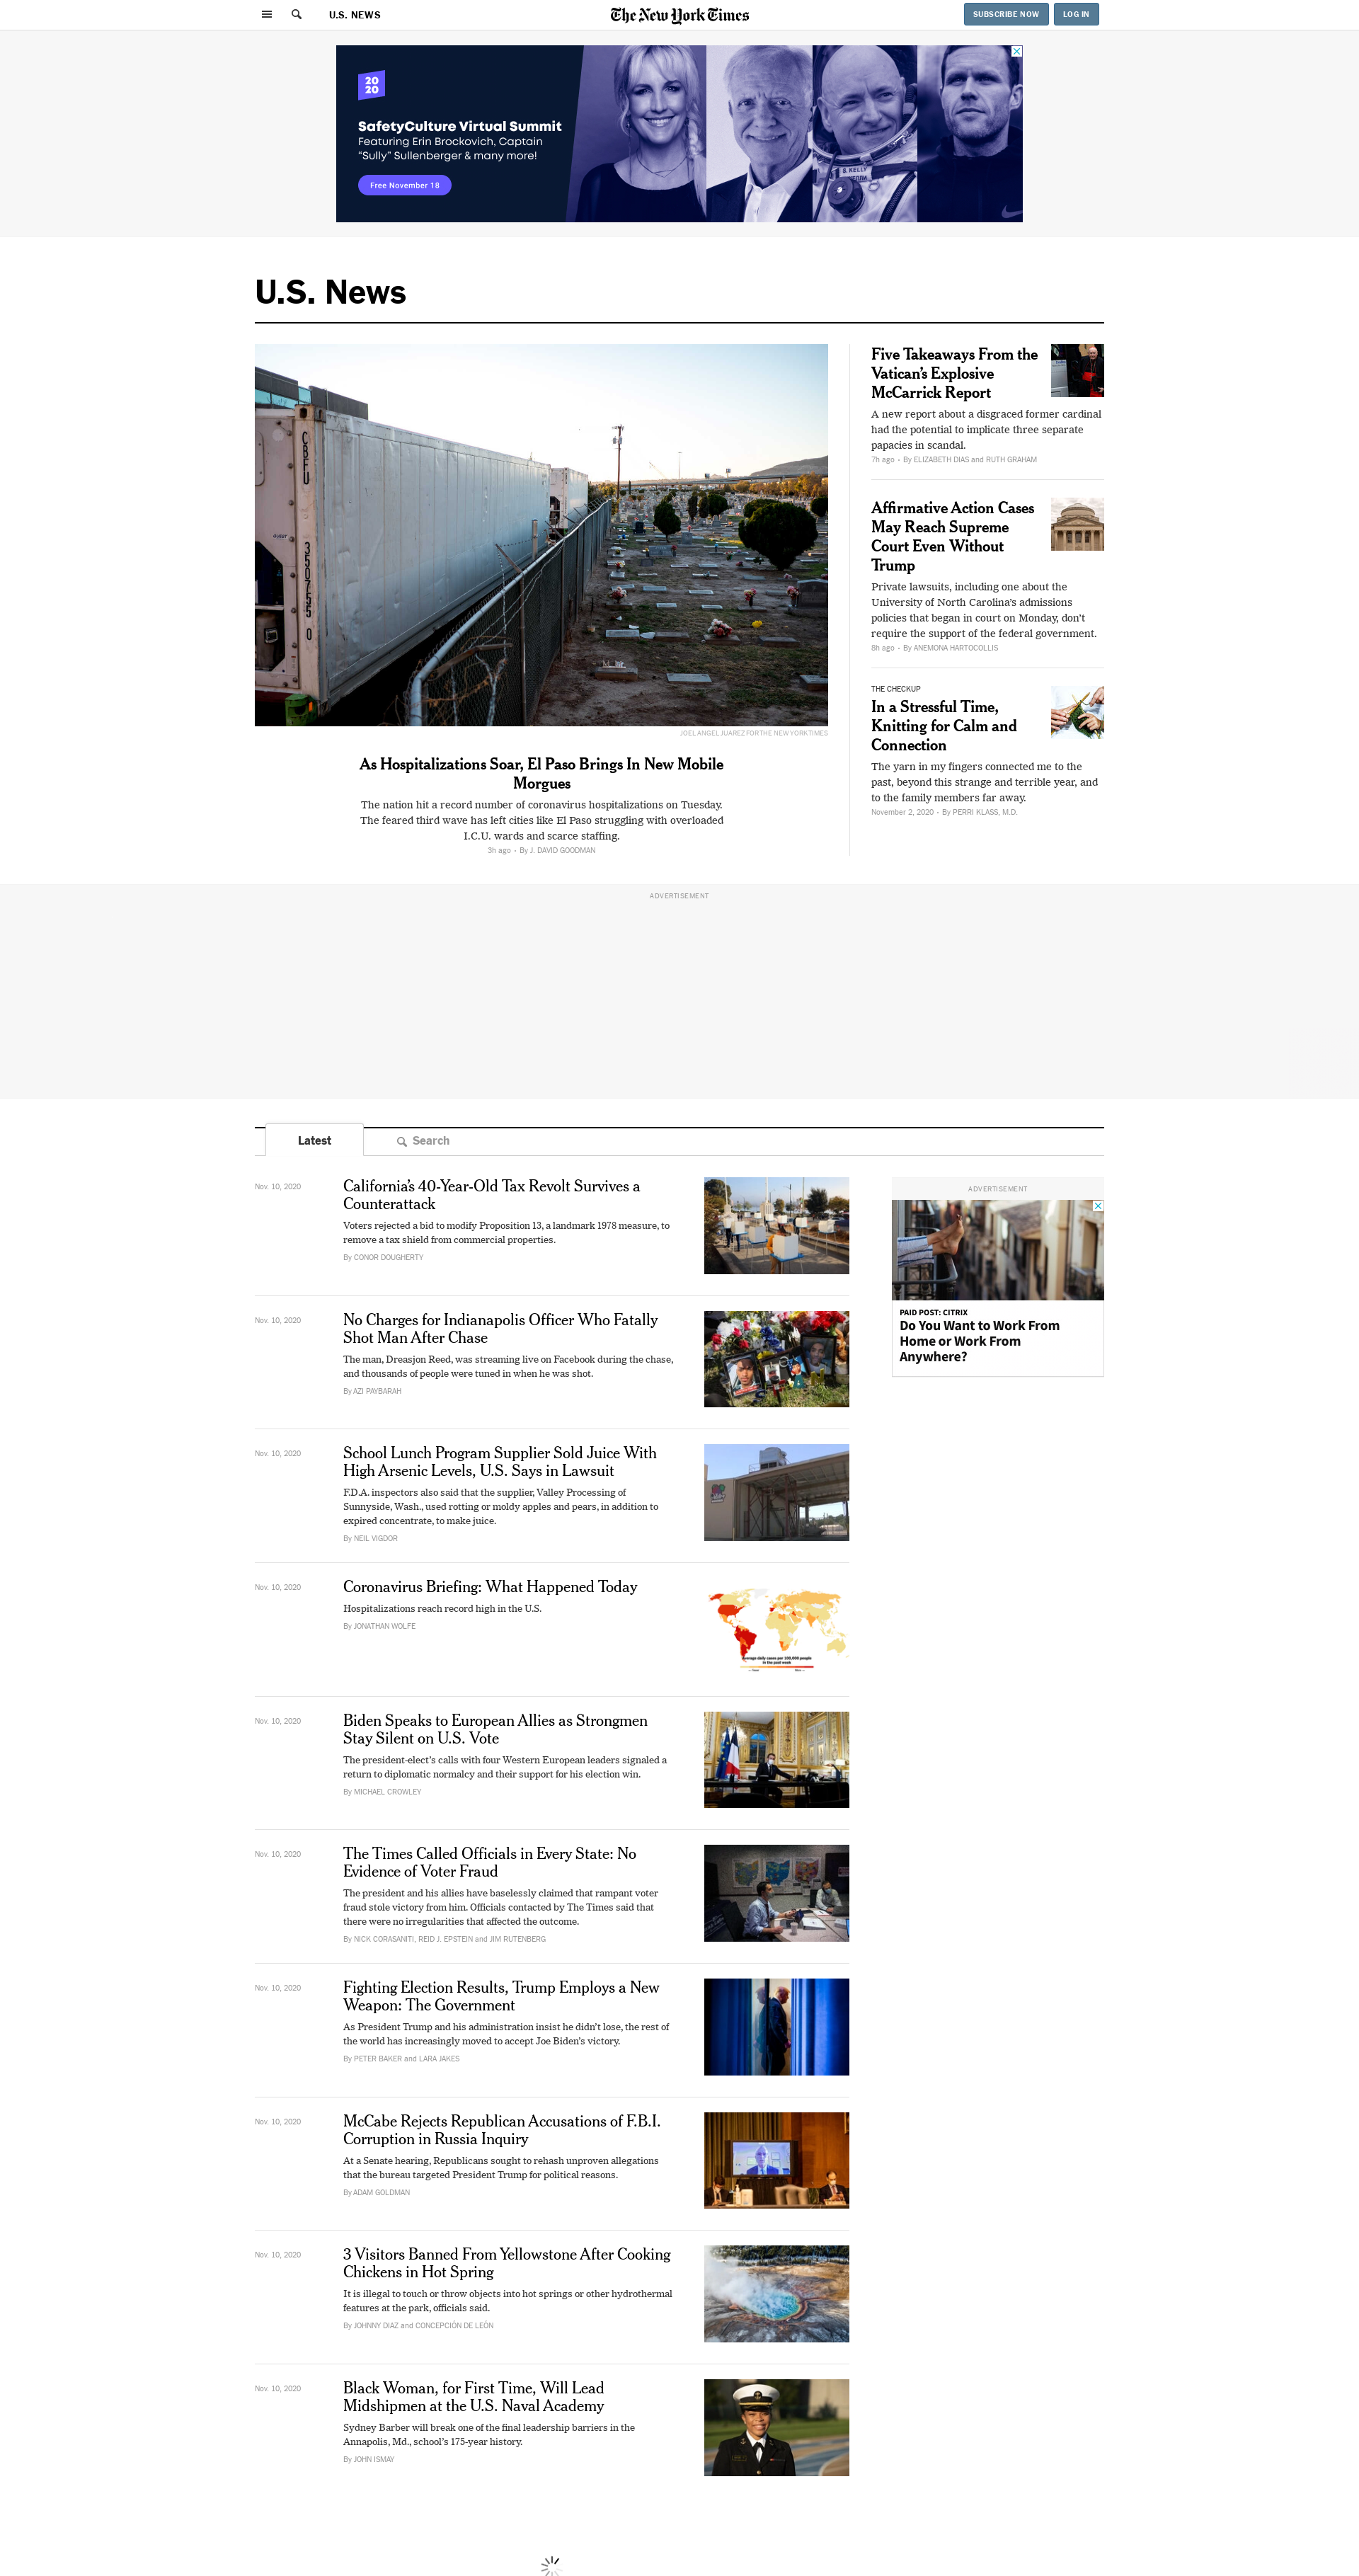 U.S. NEWS
The New York Times
SUBSCRIBE NOW
LOG IN
20
20
SafetyCulture Virtual Summit
Featuring Erin Brockovich, Captain
"Sully" Sullenberger & many more!
Free November 18
U.S. News
JOEL ANGEL JUAREZ FOR THE NEW YORK TIMES
As Hospitalizations Soar, El Paso Brings In New Mobile
Morgues
The nation hit a record number of coronavirus hospitalizations on Tuesday.
The feared third wave has left cities like El Paso struggling with overloaded
I.C.U. wards and scarce staffing.
3h ago • By J. DAVID GOODMAN
Five Takeaways From the
Vatican's Explosive
McCarrick Report
A new report about a disgraced former cardinal
had the potential to implicate three separate
papacies in scandal.
7h ago • By ELIZABETH DIAS and RUTH GRAHAM
Affirmative Action Cases
May Reach Supreme
Court Even Without
Trump
Private lawsuits, including one about the
University of North Carolina's admissions
policies that began in court on Monday, don't
require the support of the federal government.
8h ago • By ANEMONA HARTOCOLLIS
THE CHECKUP
In a Stressful Time,
Knitting for Calm and
Connection
The yarn in my fingers connected me to the
past, beyond this strange and terrible year, and
to the family members far away.
November 2, 2020 • By PERRI KLASS, M.D.
ADVERTISEMENT
Latest
Search
Nov. 10, 2020
California's 40-Year-Old Tax Revolt Survives a
Counterattack
Voters rejected a bid to modify Proposition 13, a landmark 1978 measure, to
remove a tax shield from commercial properties.
By CONOR DOUGHERTY
ADVERTISEMENT
PAID POST: CITRIX
Do You Want to Work From
Home or Work From
Anywhere?
Nov. 10, 2020
No Charges for Indianapolis Officer Who Fatally
Shot Man After Chase
The man, Dreasjon Reed, was streaming live on Facebook during the chase,
and thousands of people were tuned in when he was shot.
By AZI PAYBARAH
Nov. 10, 2020
School Lunch Program Supplier Sold Juice With
High Arsenic Levels, U.S. Says in Lawsuit
F.D.A. inspectors also said that the supplier, Valley Processing of
Sunnyside, Wash., used rotting or moldy apples and pears, in addition to
expired concentrate, to make juice.
By NEIL VIGDOR
Nov. 10, 2020
Coronavirus Briefing: What Happened Today
Hospitalizations reach record high in the U.S.
By JONATHAN WOLFE
Average daily cases per 100,000 people
in the past week
Nov. 10, 2020
Biden Speaks to European Allies as Strongmen
Stay Silent on U.S. Vote
The president-elect's calls with four Western European leaders signaled a
return to diplomatic normalcy and their support for his election win.
By MICHAEL CROWLEY
Nov. 10, 2020
The Times Called Officials in Every State: No
Evidence of Voter Fraud
The president and his allies have baselessly claimed that rampant voter
fraud stole victory from him. Officials contacted by The Times said that
there were no irregularities that affected the outcome.
By NICK CORASANITI, REID J. EPSTEIN and JIM RUTENBERG
Nov. 10, 2020
Fighting Election Results, Trump Employs a New
Weapon: The Government
As President Trump and his administration insist he didn't lose, the rest of
the world has increasingly moved to accept Joe Biden's victory.
By PETER BAKER and LARA JAKES
Nov. 10, 2020
McCabe Rejects Republican Accusations of F.B.I.
Corruption in Russia Inquiry
At a Senate hearing, Republicans sought to rehash unproven allegations
that the bureau targeted President Trump for political reasons.
By ADAM GOLDMAN
Nov. 10, 2020
3 Visitors Banned From Yellowstone After Cooking
Chickens in Hot Spring
It is illegal to touch or throw objects into hot springs or other hydrothermal
features at the park, officials said.
By JOHNNY DIAZ and CONCEPCIÓN DE LEÓN
Nov. 10, 2020
Black Woman, for First Time, Will Lead
Midshipmen at the U.S. Naval Academy
Sydney Barber will break one of the final leadership barriers in the
Annapolis, Md., school's 175-year history.
By JOHN ISMAY